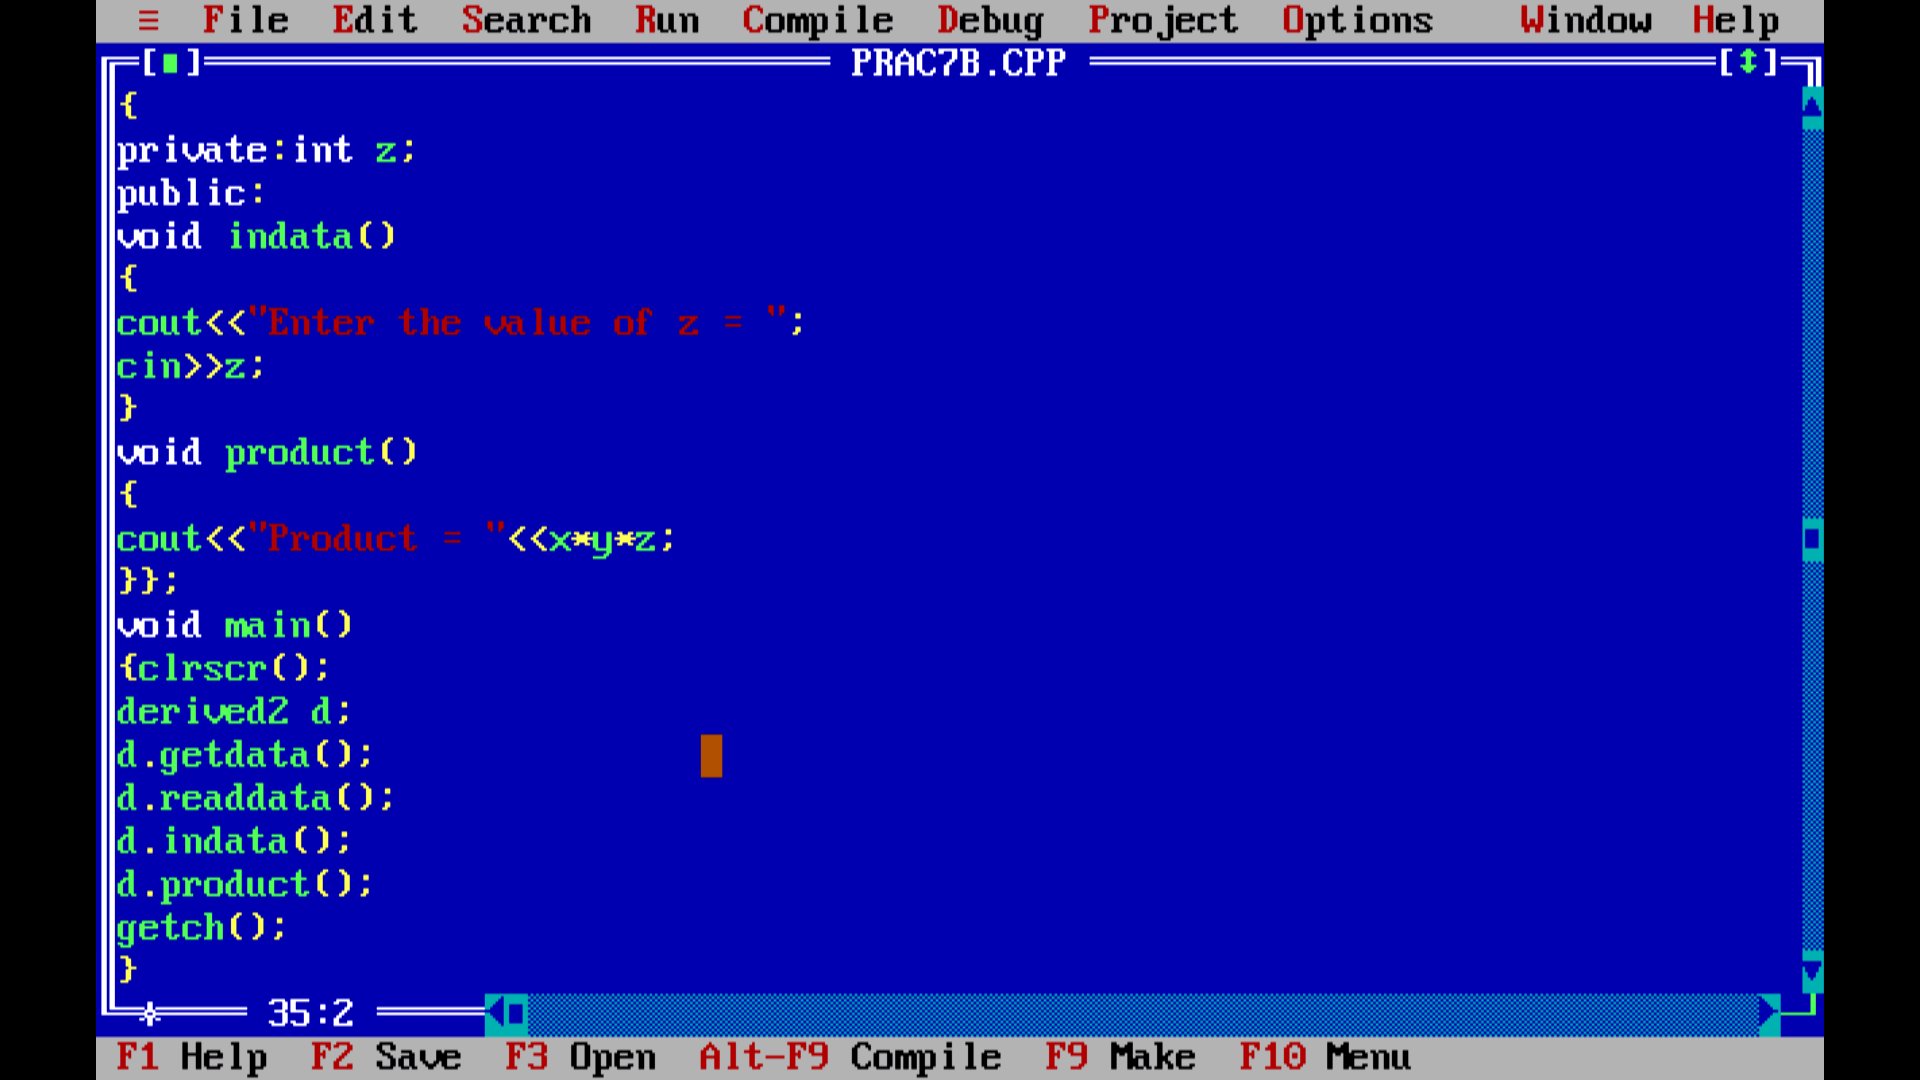 ≡ File Edit Search Run Compile Debug Project Options Window Help
[■] PRAC7B.CPP [↕]
{
private:int z;
public:
void indata()
{
cout<<"Enter the value of z = ";
cin>>z;
}
void product()
{
cout<<"Product = "<<x*y*z;
}};
void main()
{clrscr();
derived2 d;
d.getdata();
d.readdata();
d.indata();
d.product();
getch();
}
35:2
F1 Help F2 Save F3 Open Alt-F9 Compile F9 Make F10 Menu